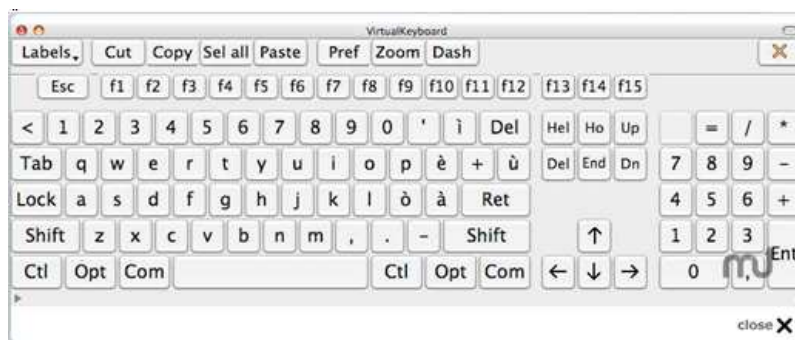 VirtualKeyboard
Labels Cut Copy Sel all Paste Pref Zoom Dash
Esc f1 f2 f3 f4 f5 f6 f7 f8 f9 f10 f11 f12 f13 f14 f15
< 1 2 3 4 5 6 7 8 9 0 ' ì Del Hel Ho Up = / *
Tab q w e r t y u i o p è + ù Del End Dn 7 8 9 -
Lock a s d f g h j k l ò à Ret 4 5 6 +
Shift z x c v b n m , . - Shift ↑ 1 2 3
Ctl Opt Com Ctl Opt Com ← ↓ → 0 , Ent
MU
close X